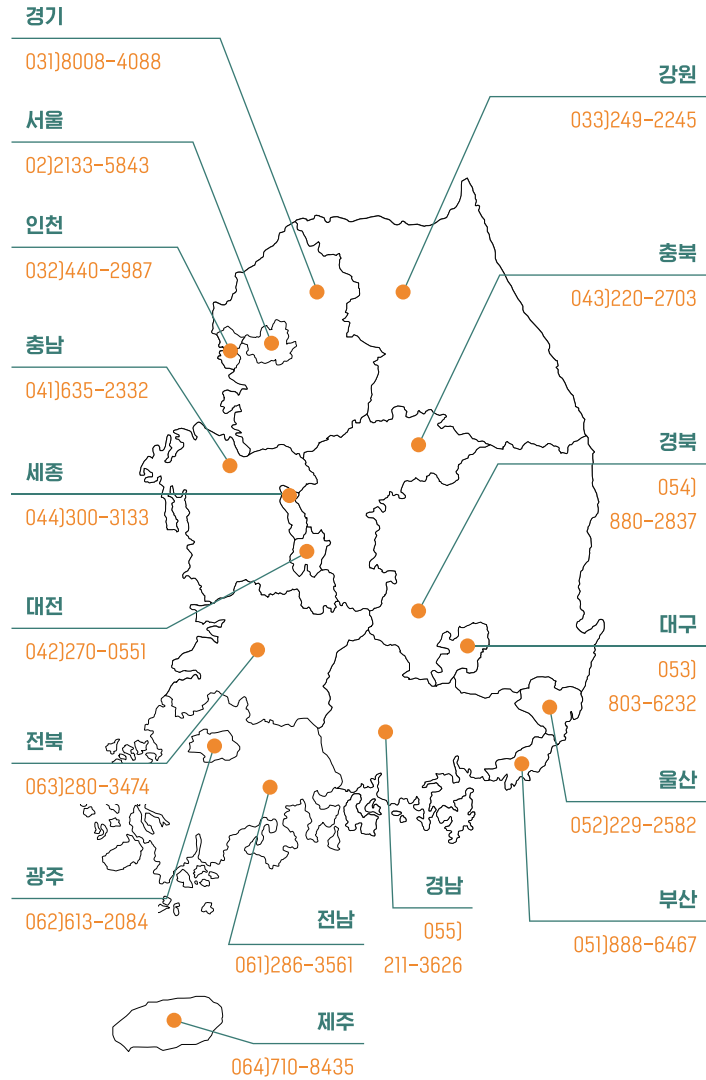 경기
031)8008-4088
서울
02)2133-5843
인천
032)440-2987
충남
041)635-2332
세종
044)300-3133
대전
042)270-0551
전북
063)280-3474
광주
062)613-2084
강원
033)249-2245
충북
043)220-2703
경북
054)
880-2837
대구
053)
803-6232
울산
052)229-2582
부산
051)888-6467
경남
055)
211-3626
전남
061)286-3561
제주
064)710-8435